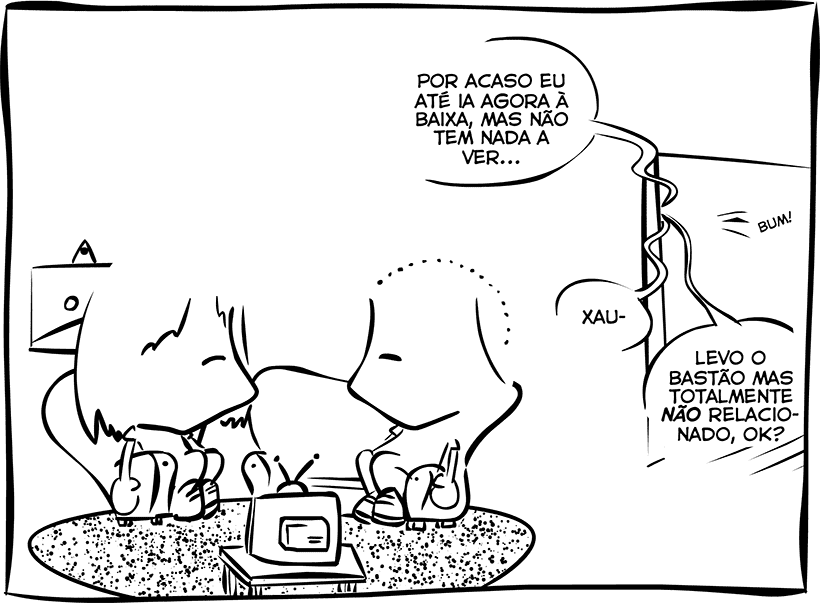 POR ACASO EU
ATÉ IA AGORA À
BAIXA, MAS NÃO
TEM NADA A
VER...
BUM!
XAU-
LEVO O
BASTÃO MAS
TOTALMENTE
NÃO RELACIO-
NADO, OK?